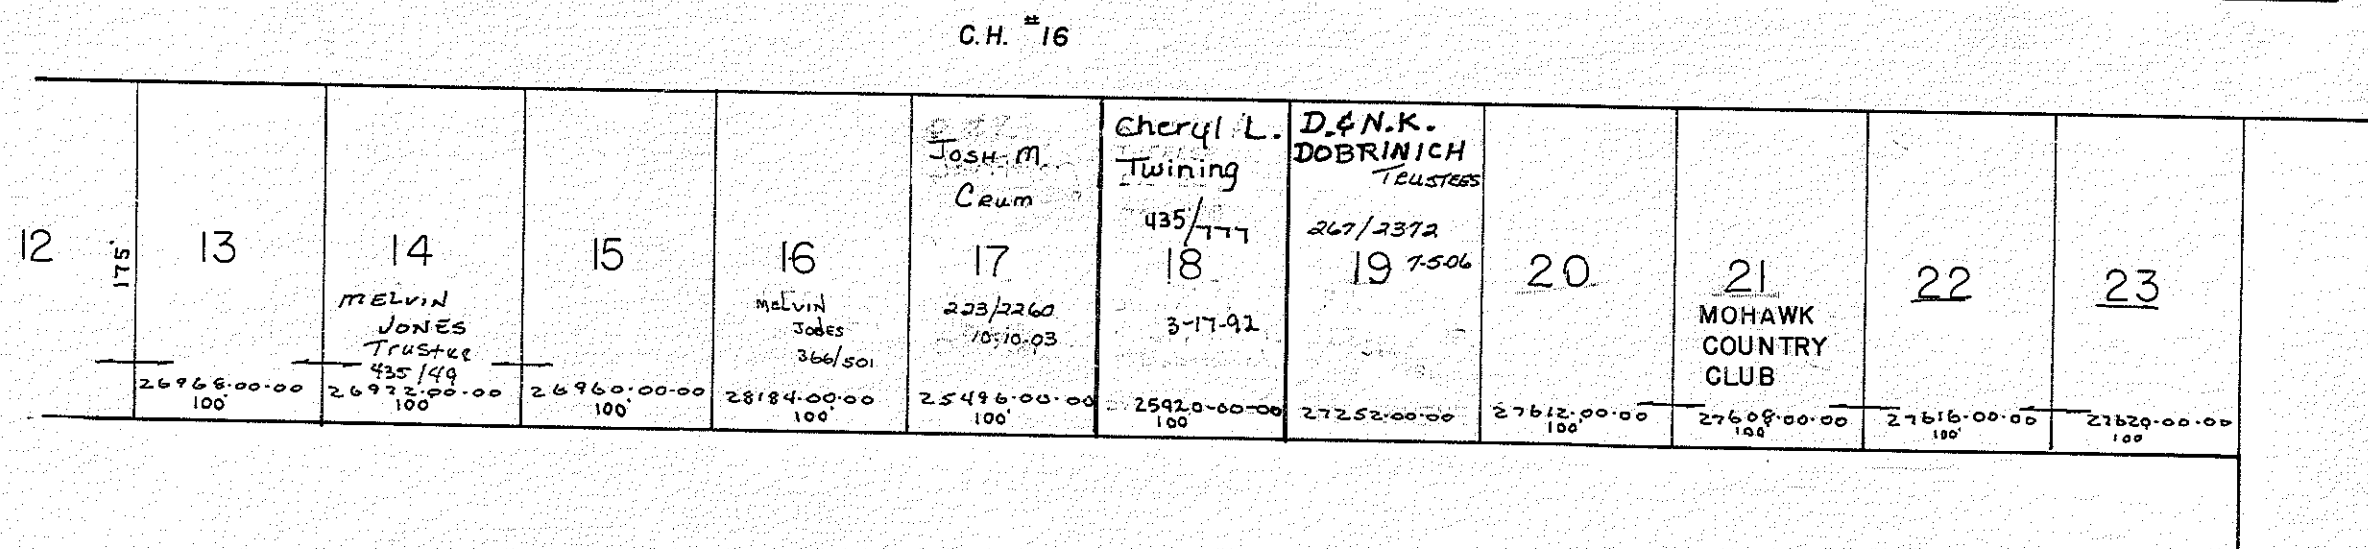 C.H. #16
12
175'
13
26968-00-00
100'
14
MELVIN
JONES
Trustee
435/49
26972-00-00
100'
15
26960-00-00
100'
16
MELVIN
JONES
366/501
28184-00-00
100'
JOSH M.
CRUM
17
223/2260
10-10-03
25496-00-00
100'
Cheryl L.
Twining
435/777
18
3-17-92
25920-00-00
100'
D.&N.K.
DOBRINICH
TRUSTEES
267/2372
19 7-5-06
27252-00-00
20
27612-00-00
100'
21
MOHAWK
COUNTRY
CLUB
27608-00-00
100'
22
27616-00-00
100'
23
27620-00-00
100